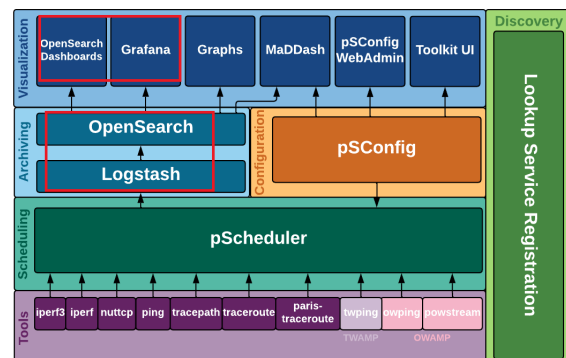 Visualization
OpenSearch
Dashboards
Grafana
Graphs
MaDDash
pSConfig
WebAdmin
Toolkit UI
Discovery
Lookup Service Registration
Archiving
OpenSearch
Logstash
Configuration
pSConfig
Scheduling
pScheduler
Tools
iperf3
iperf
nuttcp
ping
tracepath
traceroute
paris-
traceroute
twping
owping
powstream
TWAMP
OWAMP